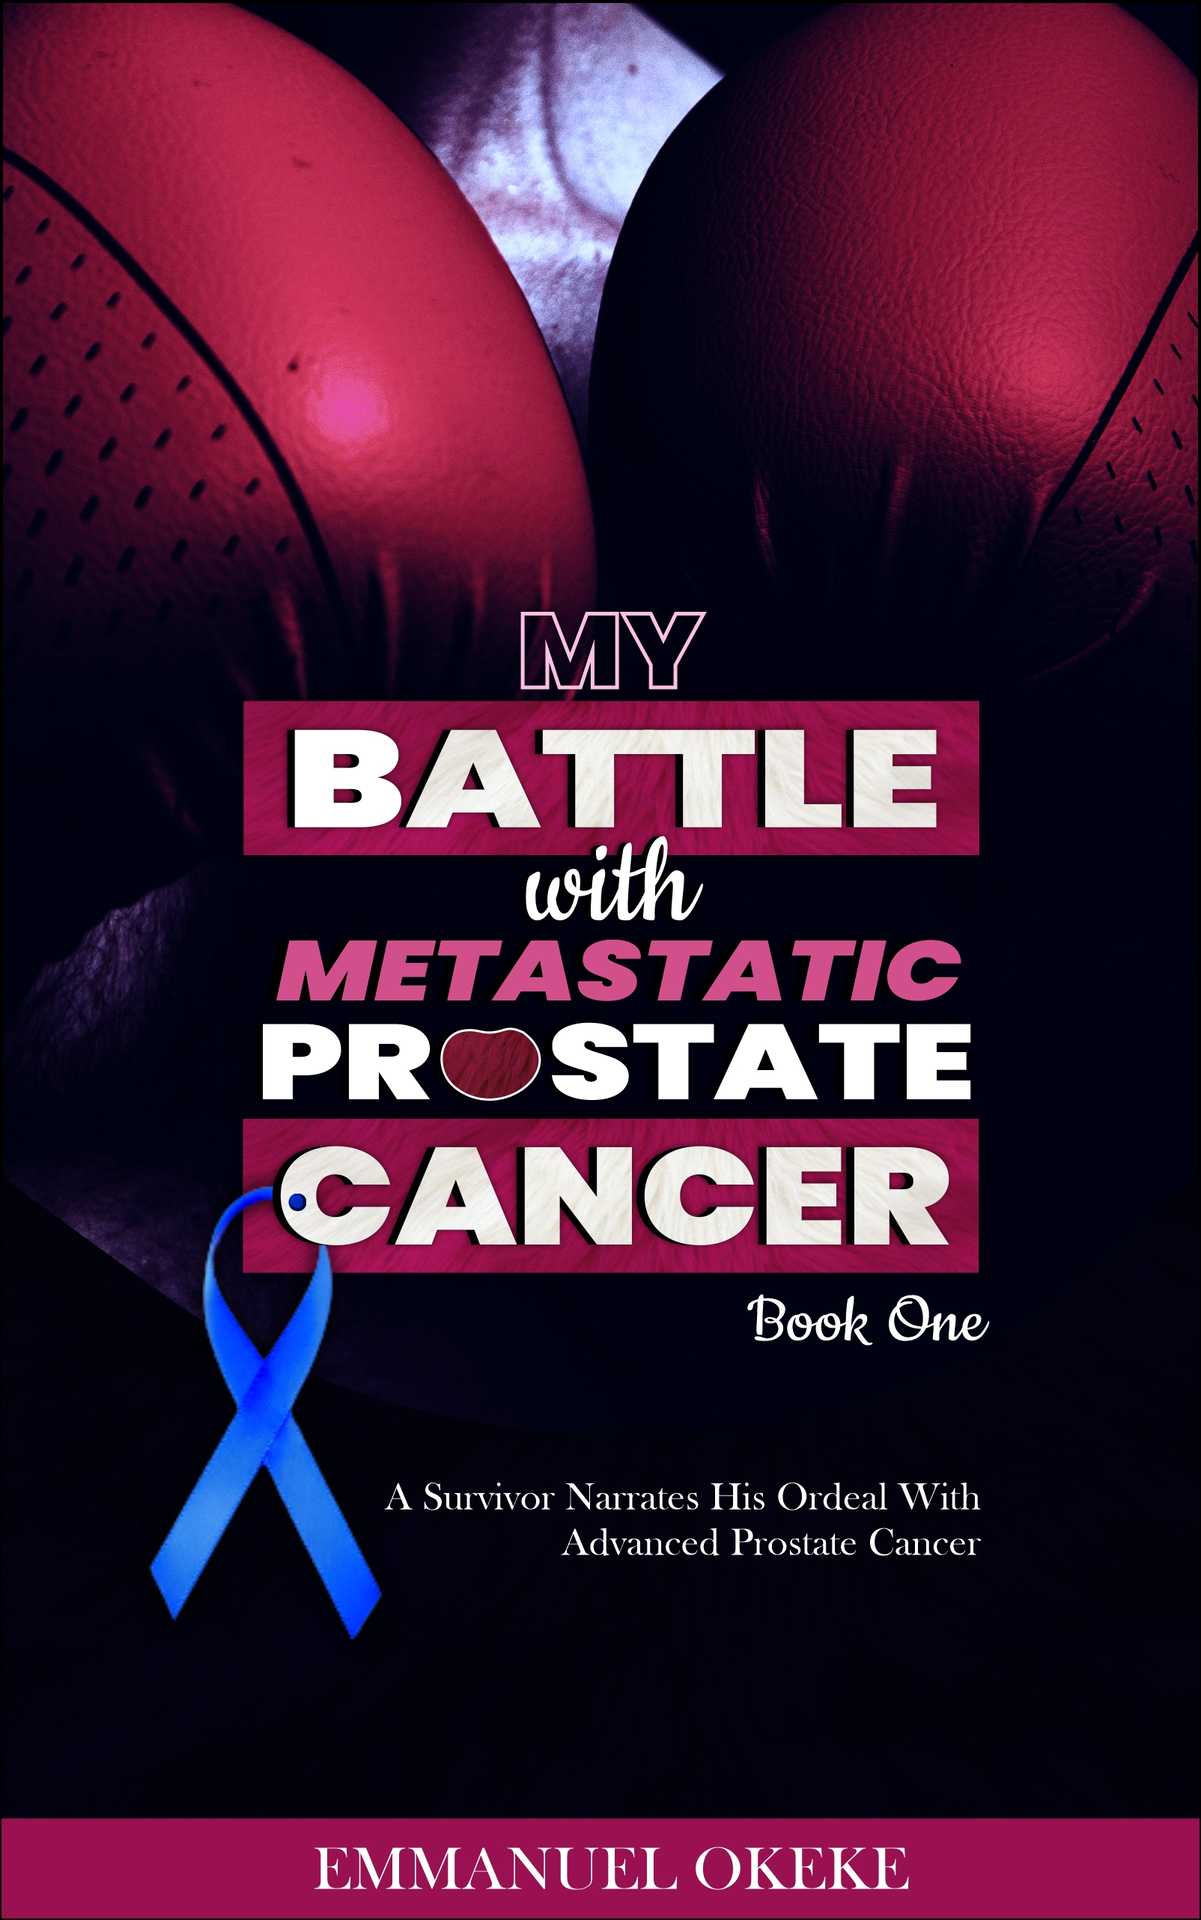 MY
BATTLE
with
METASTATIC
PROSTATE
CANCER
Book One
A Survivor Narrates His Ordeal With
Advanced Prostate Cancer
EMMANUEL OKEKE